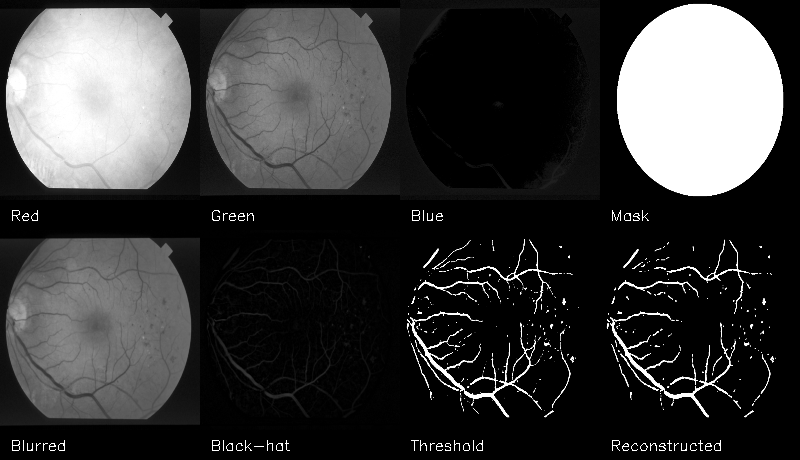 Red
Green
Blue
Mask
Blurred
Black-hat
Threshold
Reconstructed